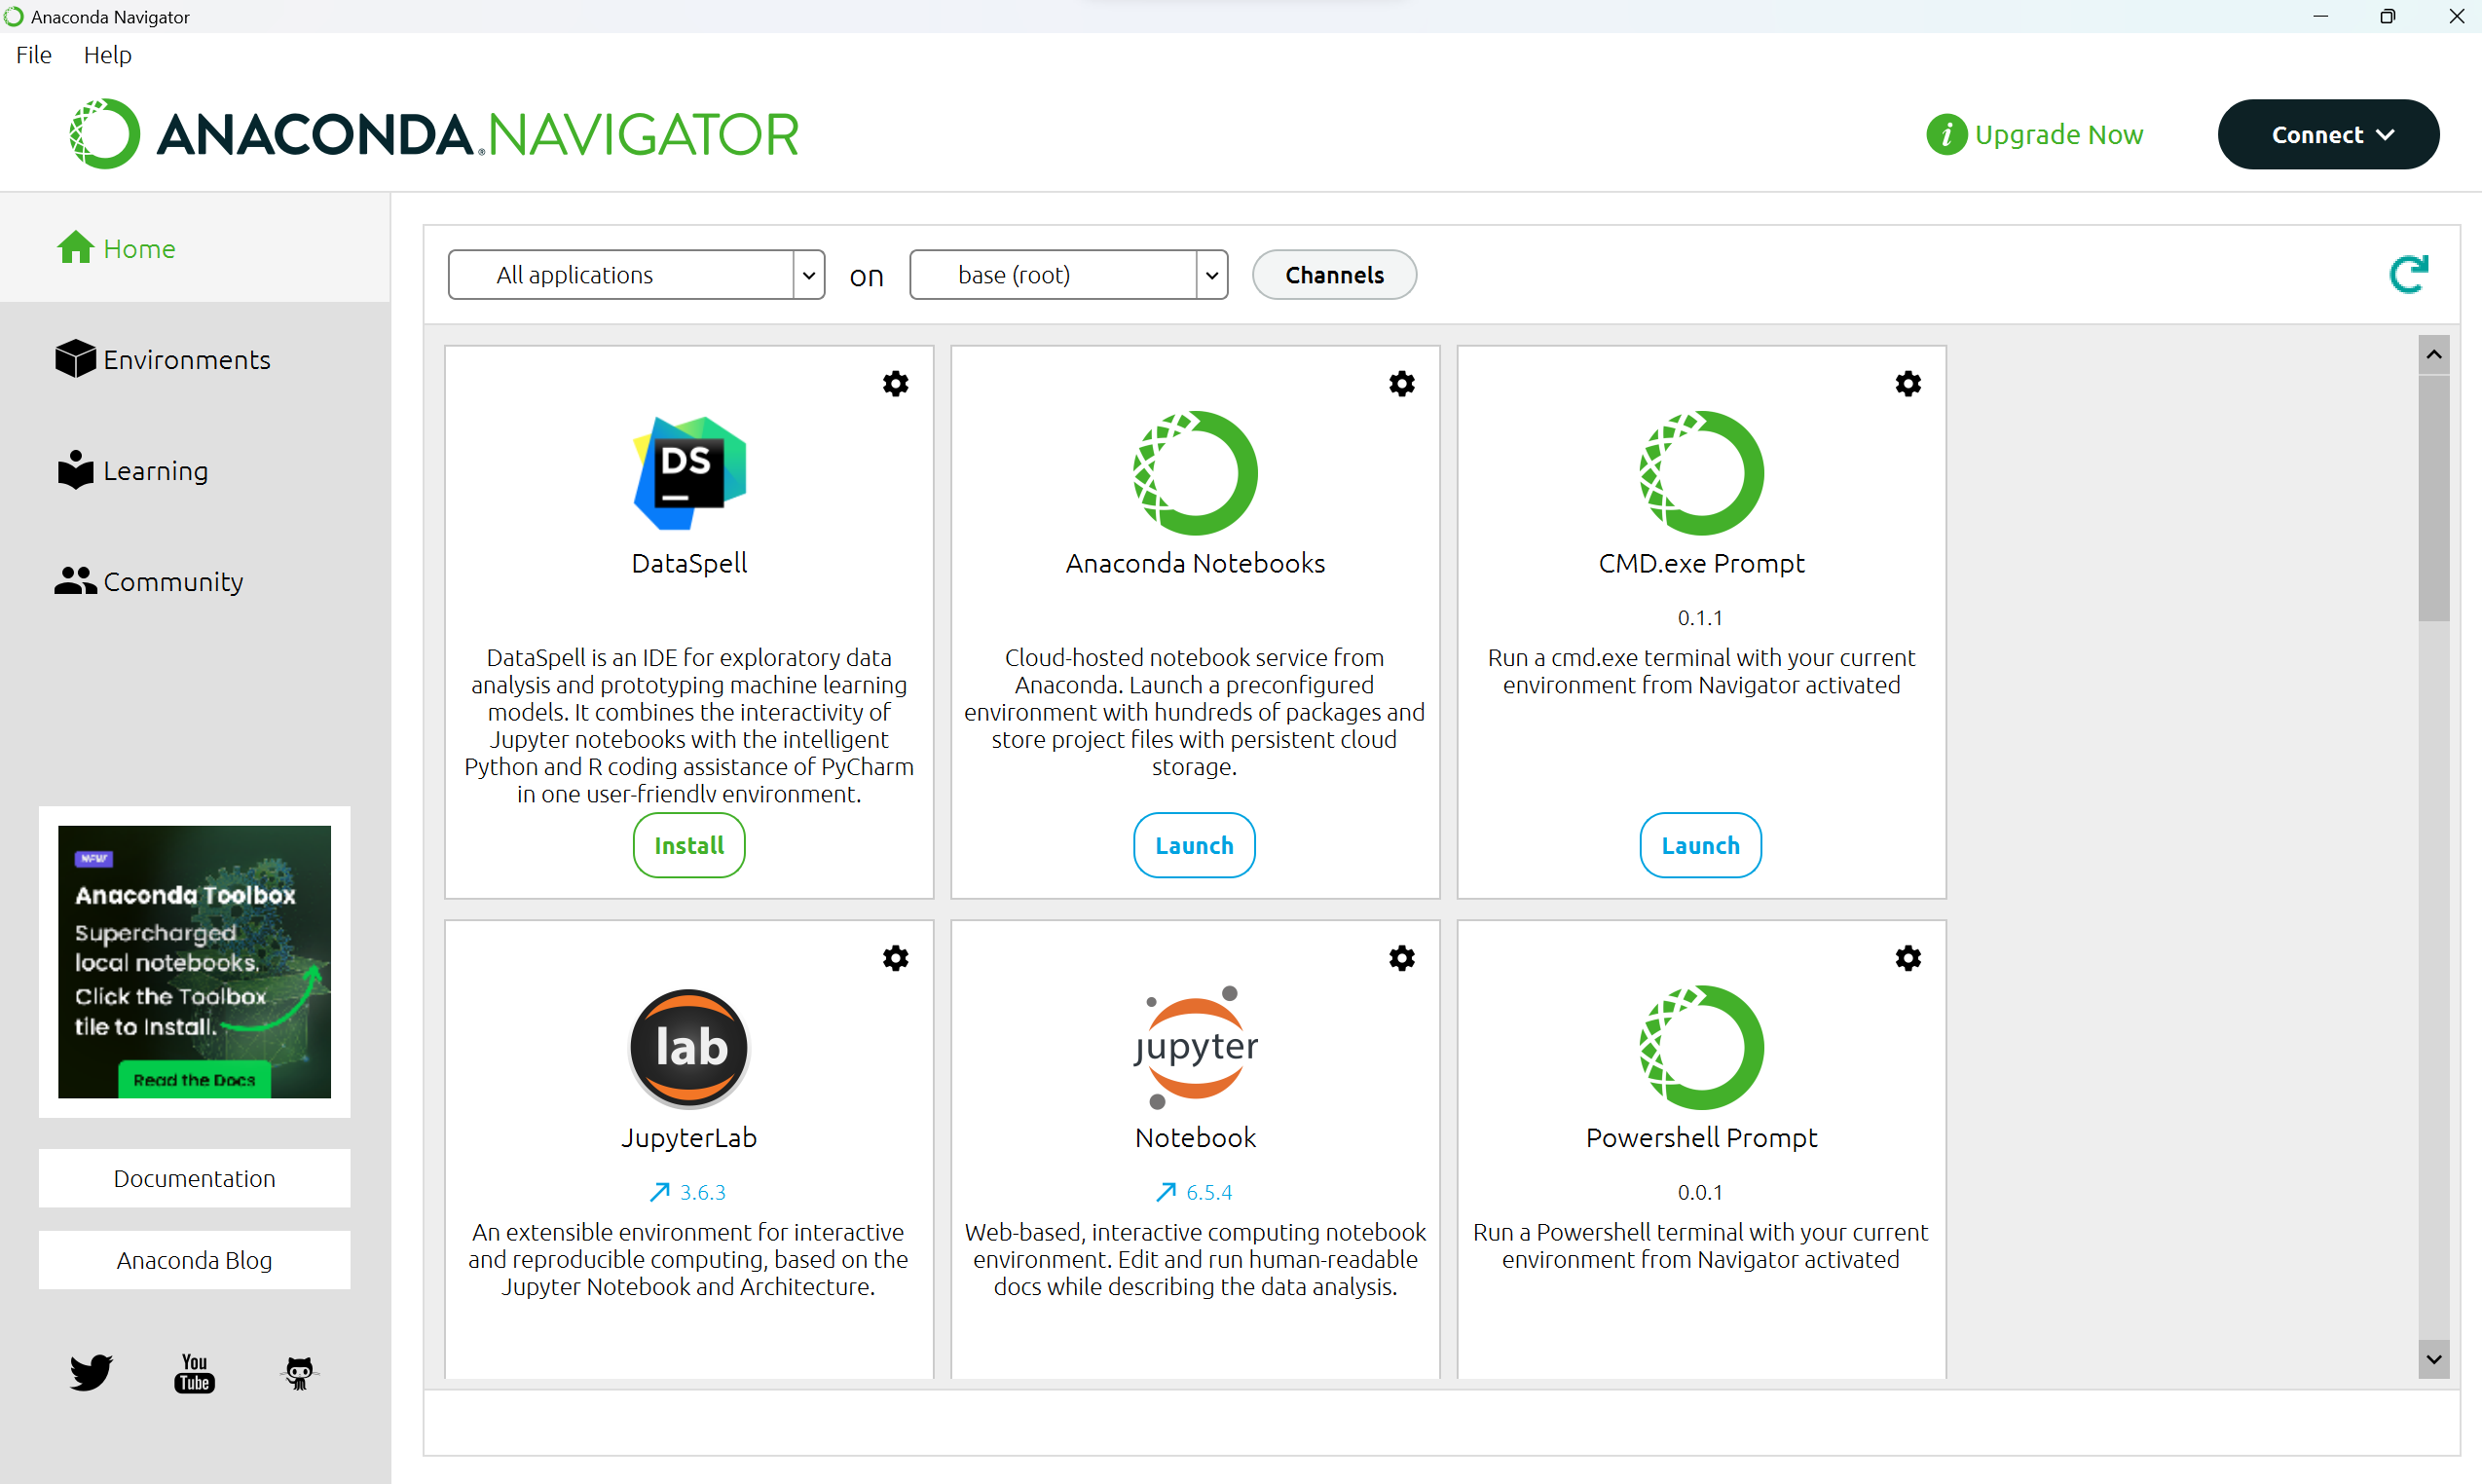 Anaconda Navigator
File Help
ANACONDA.NAVIGATOR
Upgrade Now
Connect
Home
Environments
Learning
Community
NEW
Anaconda Toolbox
Supercharged
local notebooks.
Click the Toolbox
tile to Install.
Read the Docs
Documentation
Anaconda Blog
You
Tube
All applications on base (root) Channels
DS
DataSpell
DataSpell is an IDE for exploratory data
analysis and prototyping machine learning
models. It combines the interactivity of
Jupyter notebooks with the intelligent
Python and R coding assistance of PyCharm
in one user-friendly environment.
Install
Anaconda Notebooks
Cloud-hosted notebook service from
Anaconda. Launch a preconfigured
environment with hundreds of packages and
store project files with persistent cloud
storage.
Launch
CMD.exe Prompt
0.1.1
Run a cmd.exe terminal with your current
environment from Navigator activated
Launch
lab
JupyterLab
3.6.3
An extensible environment for interactive
and reproducible computing, based on the
Jupyter Notebook and Architecture.
jupyter
Notebook
6.5.4
Web-based, interactive computing notebook
environment. Edit and run human-readable
docs while describing the data analysis.
Powershell Prompt
0.0.1
Run a Powershell terminal with your current
environment from Navigator activated